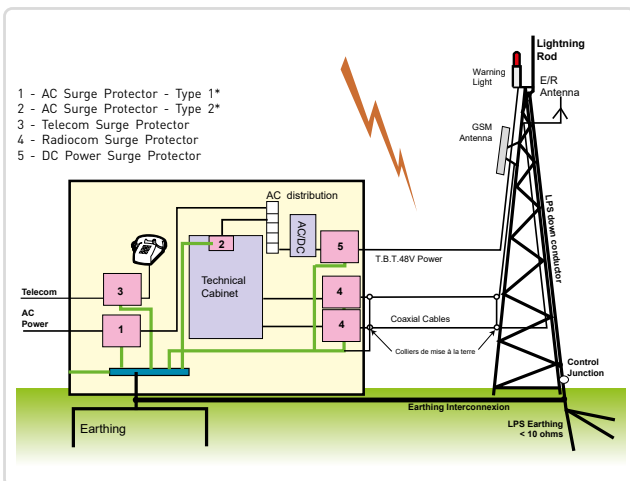 Lightning
Rod
Warning
Light
E/R
Antenna
1 - AC Surge Protector - Type 1*
2 - AC Surge Protector - Type 2*
3 - Telecom Surge Protector
4 - Radiocom Surge Protector
5 - DC Power Surge Protector
GSM
Antenna
AC distribution
AC/DC
2
5
T.B.T.48V Power
LPS down conductor
Technical
Cabinet
Telecom
3
4
AC
Power
1
4
Coaxial Cables
Colliers de mise à la terre
Control
Junction
Earthing Interconnexion
Earthing
LPS Earthing
< 10 ohms